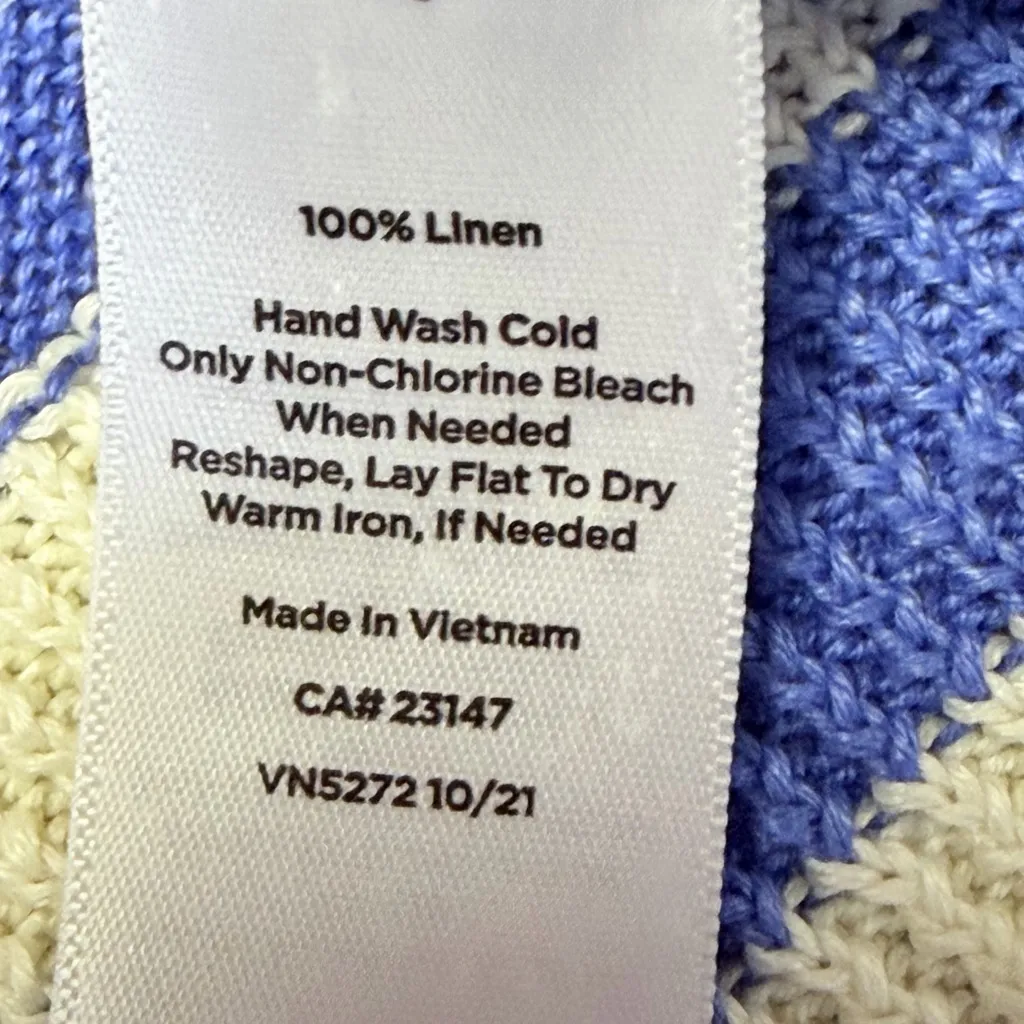 100% Linen
Hand Wash Cold
Only Non-Chlorine Bleach
When Needed
Reshape, Lay Flat To Dry
Warm Iron, If Needed
Made In Vietnam
CA# 23147
VN5272 10/21